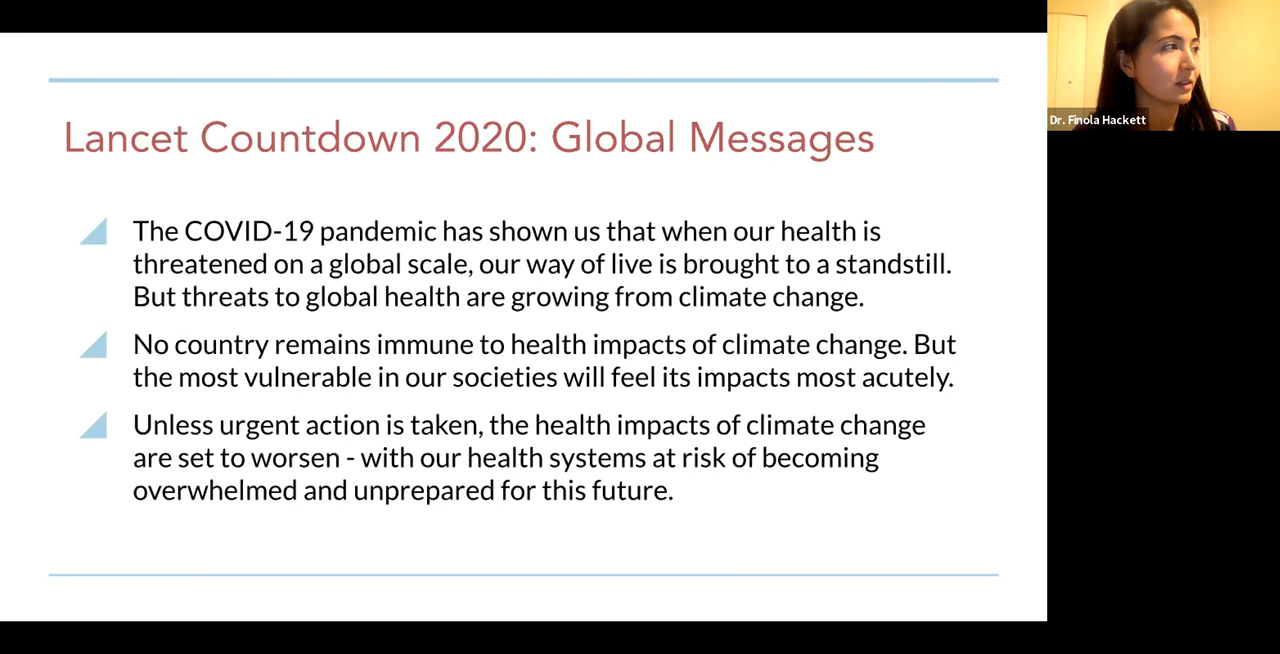 Lancet Countdown 2020: Global Messages
The COVID-19 pandemic has shown us that when our health is
threatened on a global scale, our way of live is brought to a standstill.
But threats to global health are growing from climate change.
No country remains immune to health impacts of climate change. But
the most vulnerable in our societies will feel its impacts most acutely.
Unless urgent action is taken, the health impacts of climate change
are set to worsen - with our health systems at risk of becoming
overwhelmed and unprepared for this future.
Dr. Finola Hackett